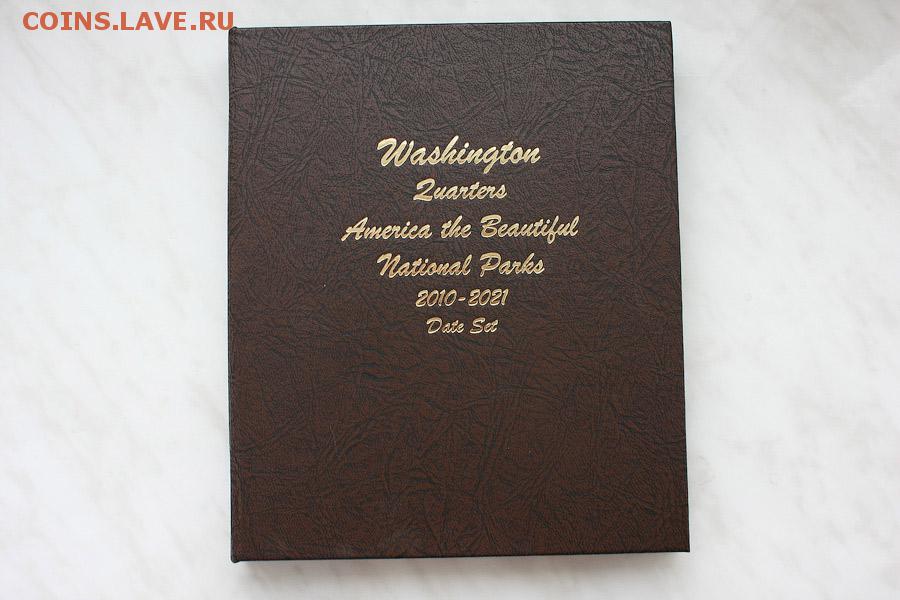 COINS.LAVE.RU
Washington
Quarters
America the Beautiful
National Parks
2010-2021
Date Set